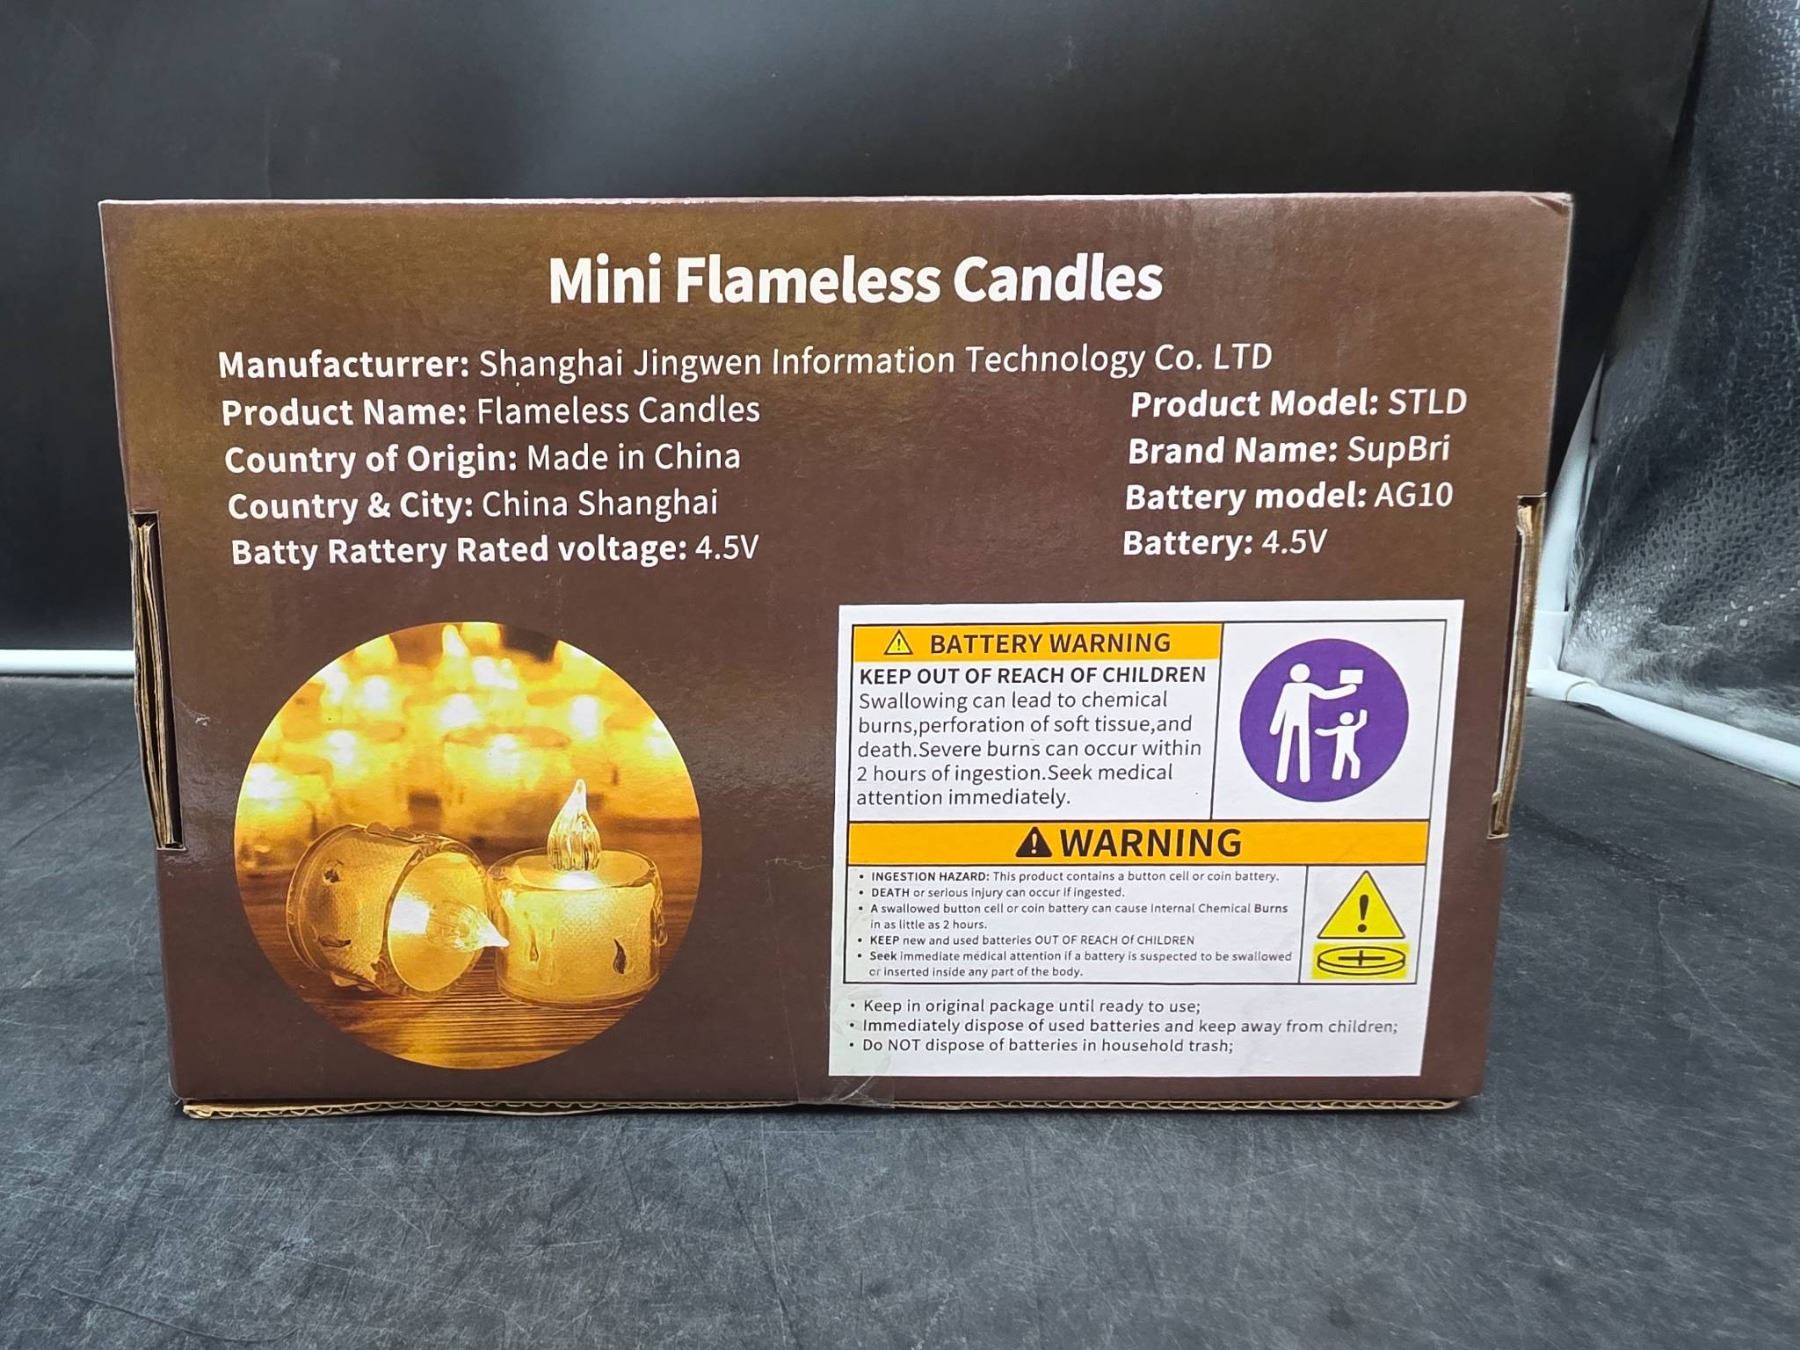 Mini Flameless Candles
Manufacturrer: Shanghai Jingwen Information Technology Co. LTD
Product Name: Flameless Candles
Country of Origin: Made in China
Country & City: China Shanghai
Batty Rattery Rated voltage: 4.5V
Product Model: STLD
Brand Name: SupBri
Battery model: AG10
Battery: 4.5V
BATTERY WARNING
KEEP OUT OF REACH OF CHILDREN
Swallowing can lead to chemical
burns,perforation of soft tissue,and
death.Severe burns can occur within
2 hours of ingestion.Seek medical
attention immediately.
WARNING
• INGESTION HAZARD: This product contains a button cell or coin battery.
• DEATH or serious injury can occur if ingested.
• A swallowed button cell or coin battery can cause Internal Chemical Burns
in as little as 2 hours.
• KEEP new and used batteries OUT OF REACH Of CHILDREN
• Seek immediate medical attention if a battery is suspected to be swallowed
or inserted inside any part of the body.
• Keep in original package until ready to use;
• Immediately dispose of used batteries and keep away from children;
• Do NOT dispose of batteries in household trash;